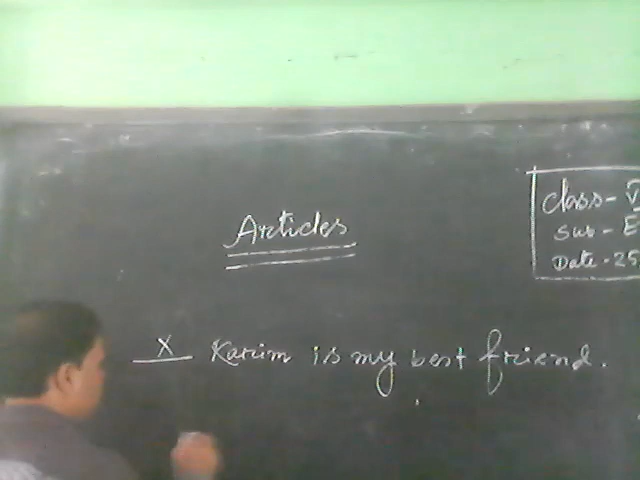 Articles
Class - V
Sub - E
Date - 25
X Karim is my best friend.